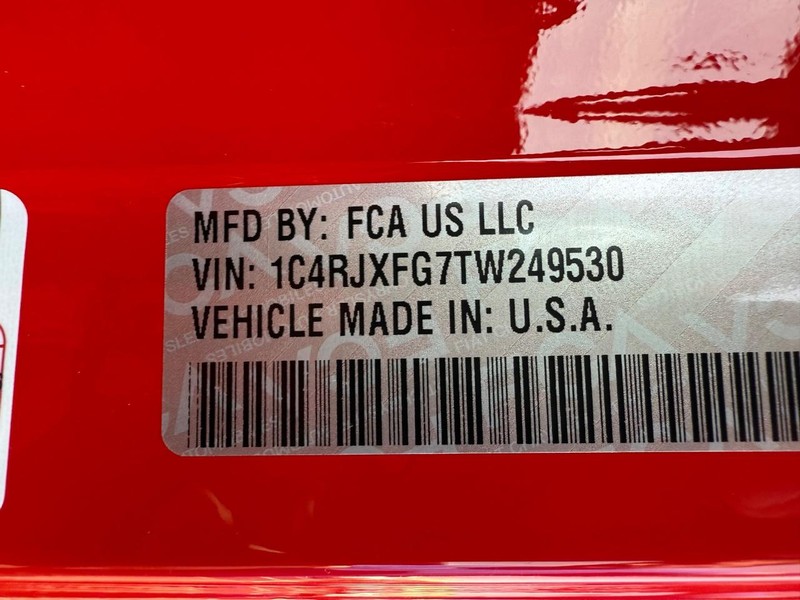 MFD BY: FCA US LLC
VIN: 1C4RJXFG7TW249530
VEHICLE MADE IN: U.S.A.